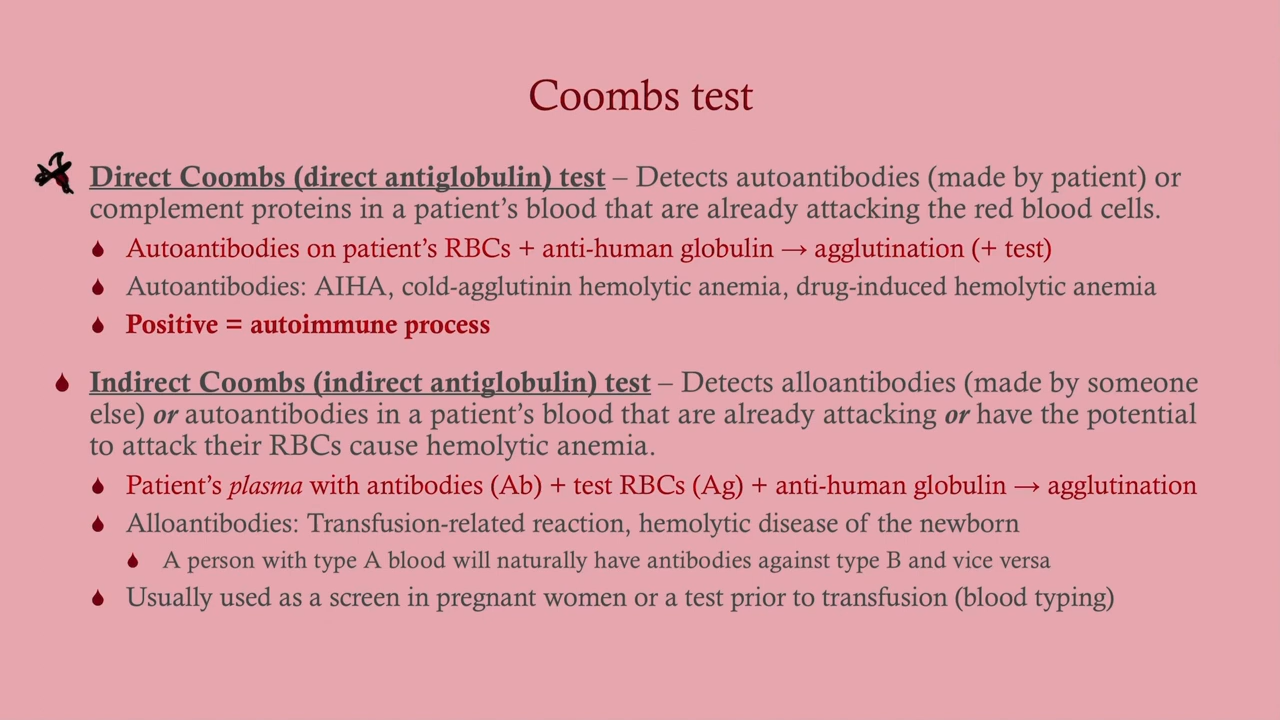 Coombs test
Direct Coombs (direct antiglobulin) test – Detects autoantibodies (made by patient) or
complement proteins in a patient’s blood that are already attacking the red blood cells.
Autoantibodies on patient’s RBCs + anti-human globulin → agglutination (+ test)
Autoantibodies: AIHA, cold-agglutinin hemolytic anemia, drug-induced hemolytic anemia
Positive = autoimmune process
Indirect Coombs (indirect antiglobulin) test – Detects alloantibodies (made by someone
else) or autoantibodies in a patient’s blood that are already attacking or have the potential
to attack their RBCs cause hemolytic anemia.
Patient’s plasma with antibodies (Ab) + test RBCs (Ag) + anti-human globulin → agglutination
Alloantibodies: Transfusion-related reaction, hemolytic disease of the newborn
A person with type A blood will naturally have antibodies against type B and vice versa
Usually used as a screen in pregnant women or a test prior to transfusion (blood typing)